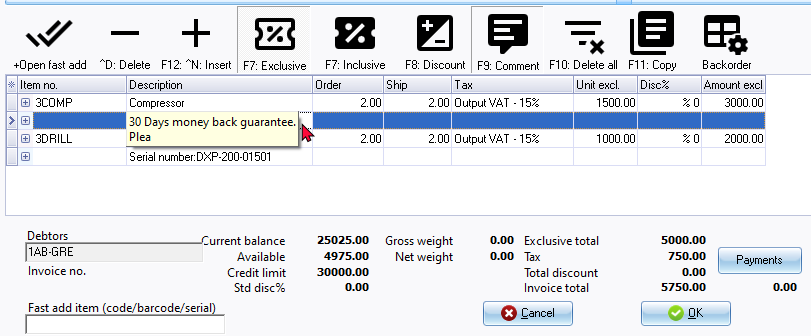 +Open fast add ^D: Delete F12: ^N: Insert F7: Exclusive F7: Inclusive F8: Discount F9: Comment F10: Delete all F11: Copy Backorder
Item no. Description Order Ship Tax Unit excl. Disc% Amount excl
3COMP Compressor 2.00 2.00 Output VAT - 15% 1500.00 % 0 3000.00
30 Days money back guarantee.
Plea
3DRILL 2.00 2.00 Output VAT - 15% 1000.00 % 0 2000.00
Serial number:DXP-200-01501
Debtors
1AB-GRE
Invoice no.
Fast add item (code/barcode/serial)
Current balance 25025.00 Gross weight 0.00 Exclusive total 5000.00
Available 4975.00 Net weight 0.00 Tax 750.00 Payments
Credit limit 30000.00 Total discount 0.00
Std disc% 0.00 Invoice total 5750.00 0.00
Cancel OK